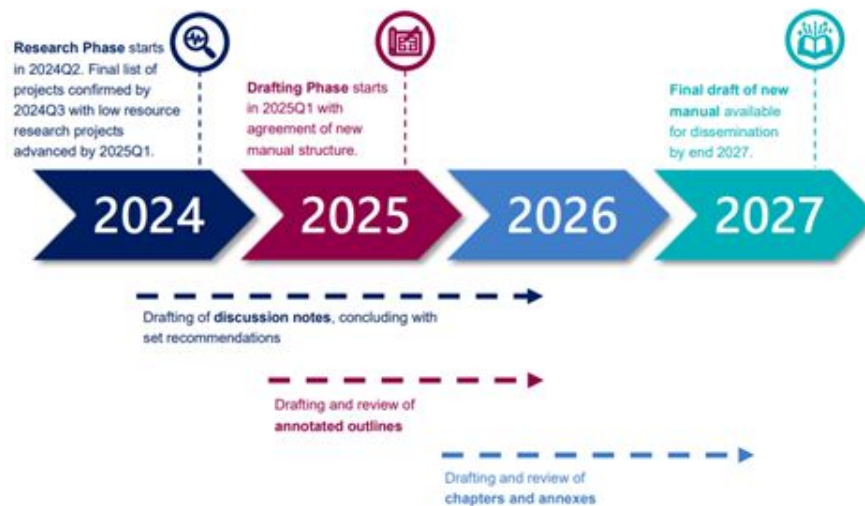 Research Phase starts
in 2024Q2. Final list of
projects confirmed by
2024Q3 with low resource
research projects
advanced by 2025Q1.
Drafting Phase starts
in 2025Q1 with
agreement of new
manual structure.
Final draft of new
manual available
for dissemination
by end 2027.
2024
2025
2026
2027
Drafting of discussion notes, concluding with
set recommendations
Drafting and review of
annotated outlines
Drafting and review of
chapters and annexes